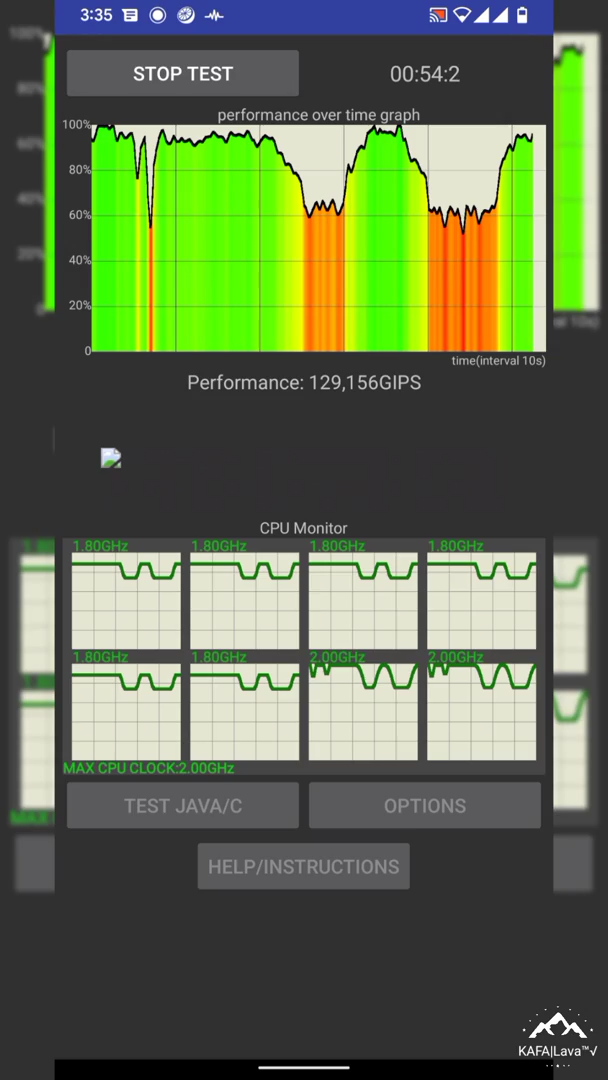 3:35
STOP TEST
00:54:2
performance over time graph
100%
80%
60%
40%
20%
0
time(interval 10s)
Performance: 129,156GIPS
CPU Monitor
1.80GHz 1.80GHz 1.80GHz 1.80GHz
1.80GHz 1.80GHz 2.00GHz 2.00GHz
MAX CPU CLOCK:2.00GHz
TEST JAVA/C
OPTIONS
HELP/INSTRUCTIONS
KAFA|Lava™√